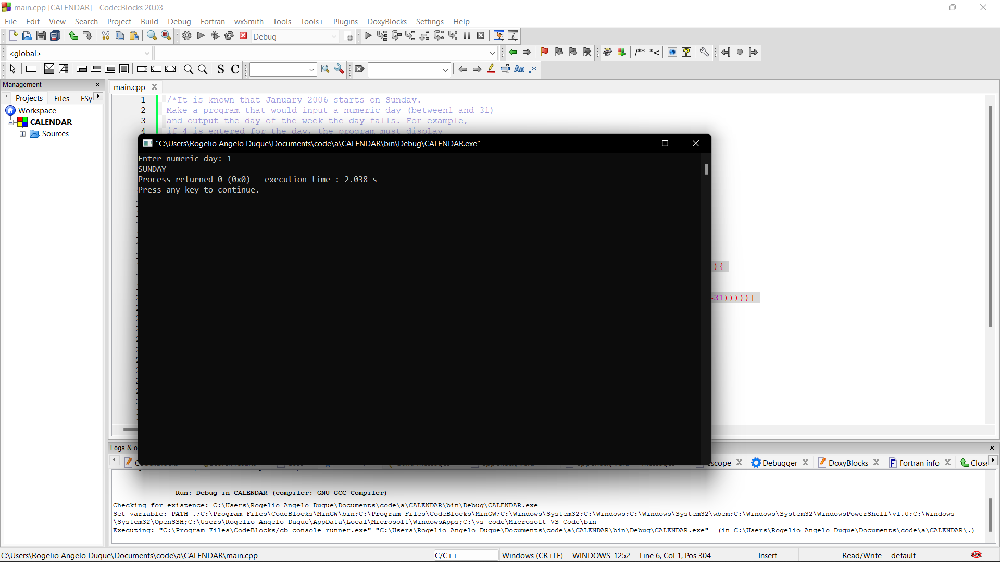 main.cpp [CALENDAR] - Code::Blocks 20.03
File Edit View Search Project Build Debug Fortran wxSmith Tools Tools+ Plugins DoxyBlocks Settings Help
Debug
<global>
/** *<
S C
Aa .*
Management
Projects Files FSy
Workspace
CALENDAR
Sources
main.cpp
1 /*It is known that January 2006 starts on Sunday.
2 Make a program that would input a numeric day (between1 and 31)
3 and output the day of the week the day falls. For example,
4 if 4 is entered for the day, the program must display
"C:\Users\Rogelio Angelo Duque\Documents\code\a\CALENDAR\bin\Debug\CALENDAR.exe"
Enter numeric day: 1
SUNDAY
Process returned 0 (0x0) execution time : 2.038 s
Press any key to continue.
){
=31))))){
Logs & o
scope Debugger DoxyBlocks Fortran info Close
-------------- Run: Debug in CALENDAR (compiler: GNU GCC Compiler)---------------
Checking for existence: C:\Users\Rogelio Angelo Duque\Documents\code\a\CALENDAR\bin\Debug\CALENDAR.exe
Set variable: PATH=.;C:\Program Files\CodeBlocks\MinGW\bin;C:\Program Files\CodeBlocks\MinGW;C:\Windows\System32;C:\Windows;C:\Windows\System32\wbem;C:\Windows\System32\WindowsPowerShell\v1.0;C:\Windows
\System32\OpenSSH;C:\Users\Rogelio Angelo Duque\AppData\Local\Microsoft\WindowsApps;C:\vs code\Microsoft VS Code\bin
Executing: "C:\Program Files\CodeBlocks/cb_console_runner.exe" "C:\Users\Rogelio Angelo Duque\Documents\code\a\CALENDAR\bin\Debug\CALENDAR.exe" (in C:\Users\Rogelio Angelo Duque\Documents\code\a\CALENDAR\.)
C:\Users\Rogelio Angelo Duque\Documents\code\a\CALENDAR\main.cpp C/C++ Windows (CR+LF) WINDOWS-1252 Line 6, Col 1, Pos 304 Insert Read/Write default abc